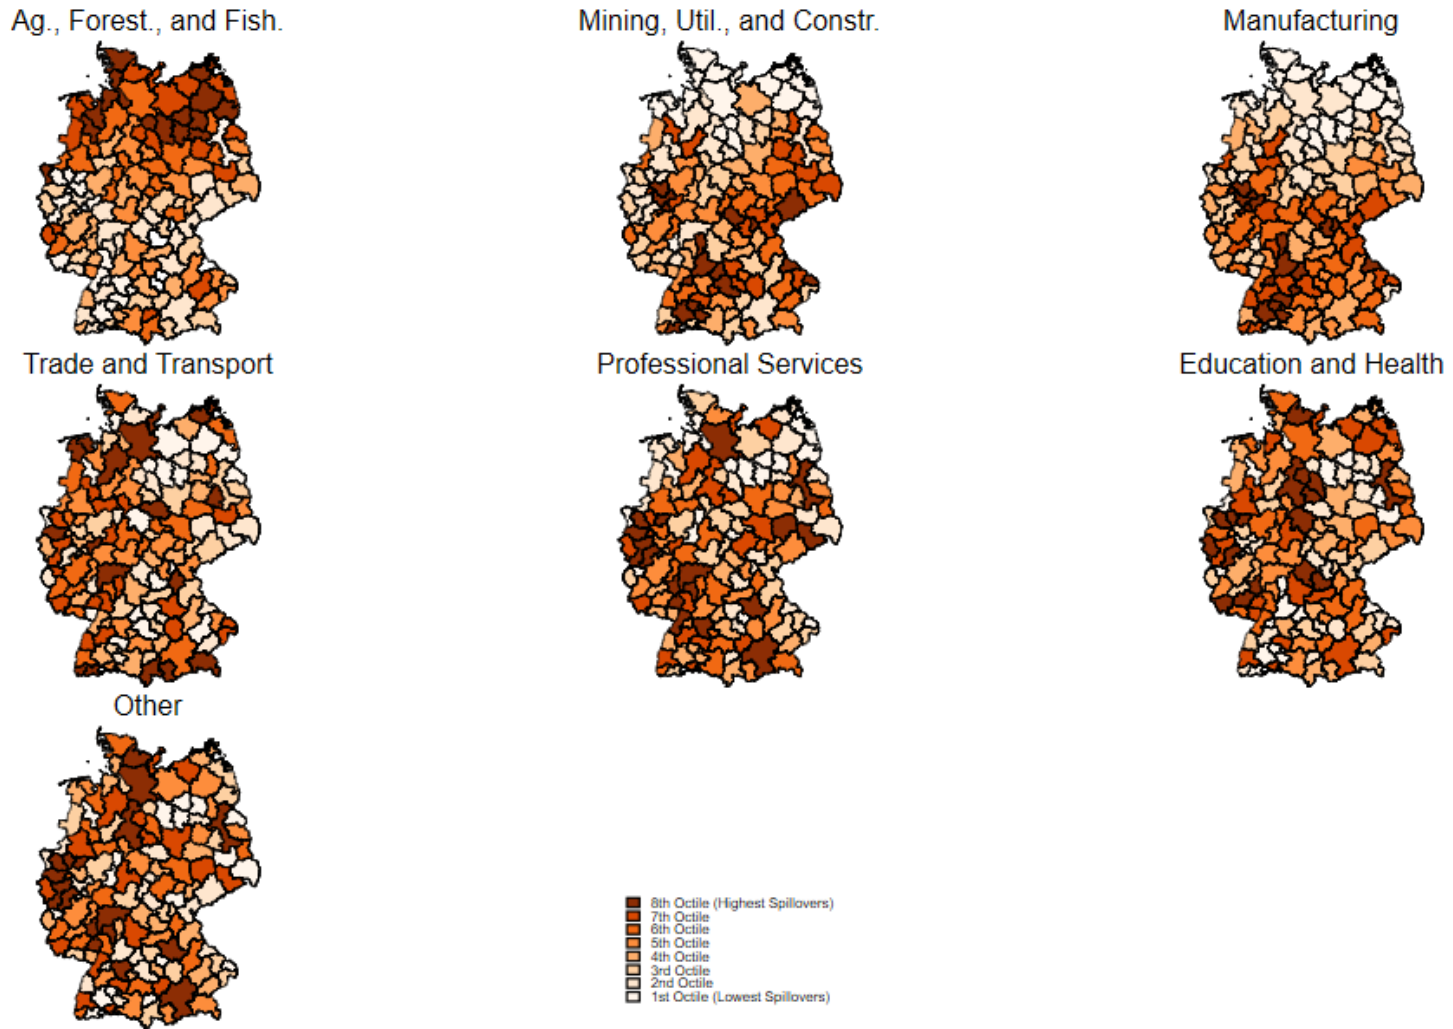 Ag., Forest., and Fish.
Mining, Util., and Constr.
Manufacturing
Trade and Transport
Professional Services
Education and Health
Other
8th Octile (Highest Spillovers)
7th Octile
6th Octile
5th Octile
4th Octile
3rd Octile
2nd Octile
1st Octile (Lowest Spillovers)